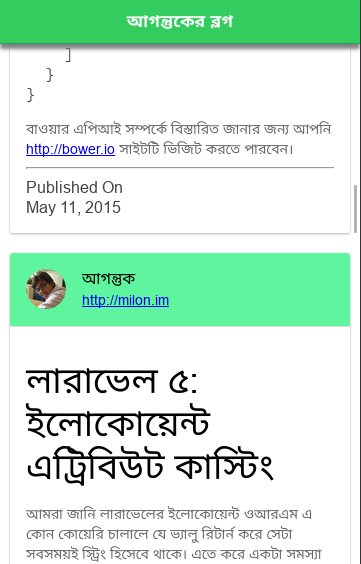 আগন্তুকের ব্লগ
]
}
}
বাওয়ার এপিআই সম্পর্কে বিস্তারিত জানার জন্য আপনি
http://bower.io সাইটটি ভিজিট করতে পারবেন।
Published On
May 11, 2015
আগন্তুক
http://milon.im
লারাভেল ৫:
ইলোকোয়েন্ট
এট্রিবিউট কাস্টিং
আমরা জানি লারাভেলের ইলোকোয়েন্ট ওআরএম এ
কোন কোয়েরি চালালে যে ভ্যালু রিটার্ন করে সেটা
সবসময়ই স্ট্রিং হিসেবে থাকে। এতে করে একটা সমস্যা